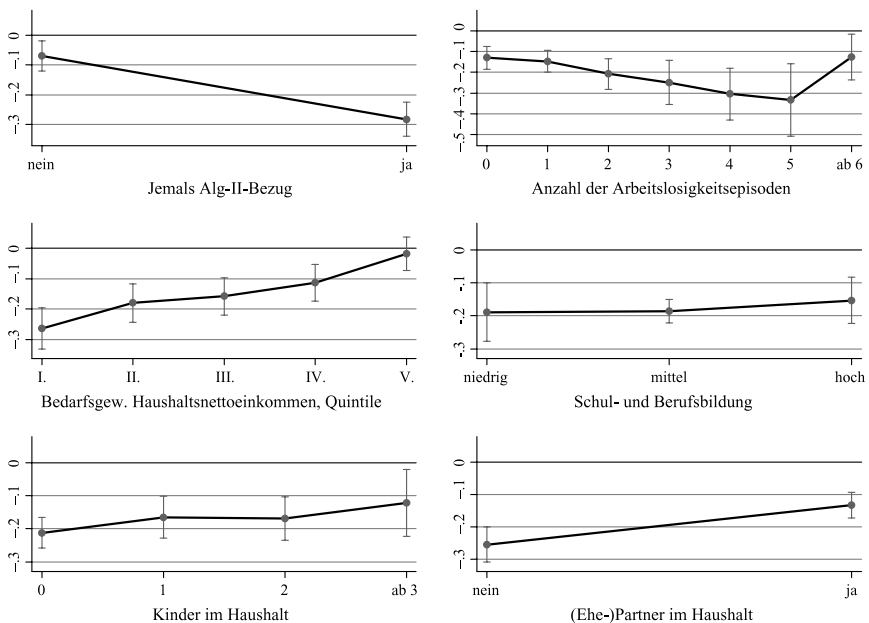 0
-.1
-.2
-.3
nein ja
Jemals Alg-II-Bezug
0
-.1
-.2
-.3
-.4
-.5
0 1 2 3 4 5 ab 6
Anzahl der Arbeitslosigkeitsepisoden
0
-.1
-.2
-.3
I. II. III. IV. V.
Bedarfsgew. Haushaltsnettoeinkommen, Quintile
0
-.1
-.2
-.3
niedrig mittel hoch
Schul- und Berufsbildung
0
-.1
-.2
-.3
0 1 2 ab 3
Kinder im Haushalt
0
-.1
-.2
-.3
nein ja
(Ehe-)Partner im Haushalt